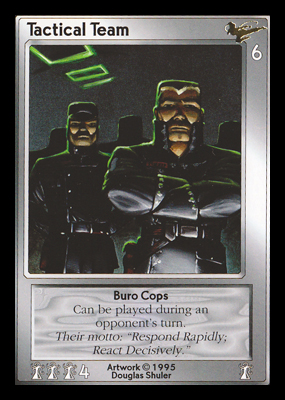 Tactical Team
6
Buro Cops
Can be played during an
opponent's turn.
Their motto: “Respond Rapidly;
React Decisively.”
4
Artwork © 1995
Douglas Shuler